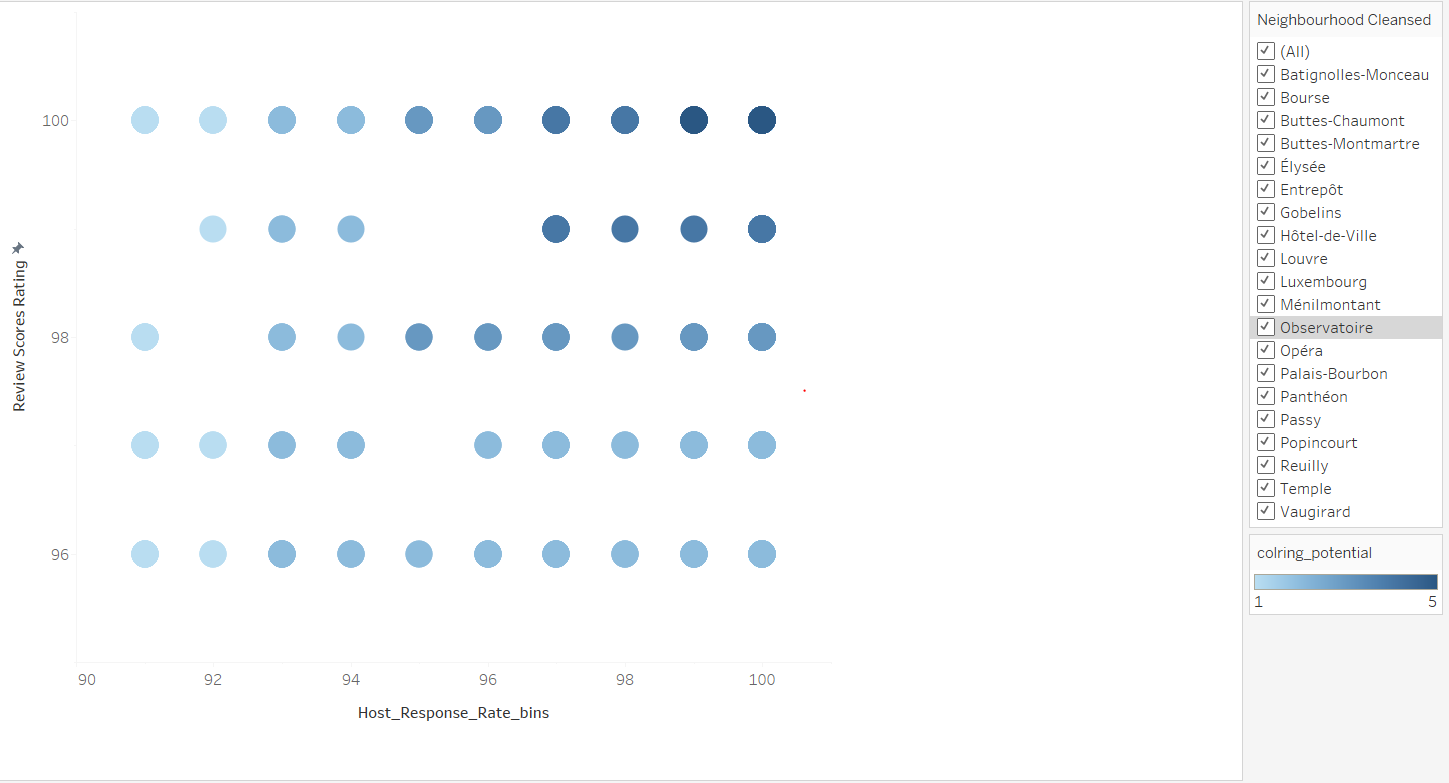 100
98
96
Review Scores Rating
90 92 94 96 98 100
Host_Response_Rate_bins
Neighbourhood Cleansed
(All)
Batignolles-Monceau
Bourse
Buttes-Chaumont
Buttes-Montmartre
Élysée
Entrepôt
Gobelins
Hôtel-de-Ville
Louvre
Luxembourg
Ménilmontant
Observatoire
Opéra
Palais-Bourbon
Panthéon
Passy
Popincourt
Reuilly
Temple
Vaugirard
colring_potential
1 5